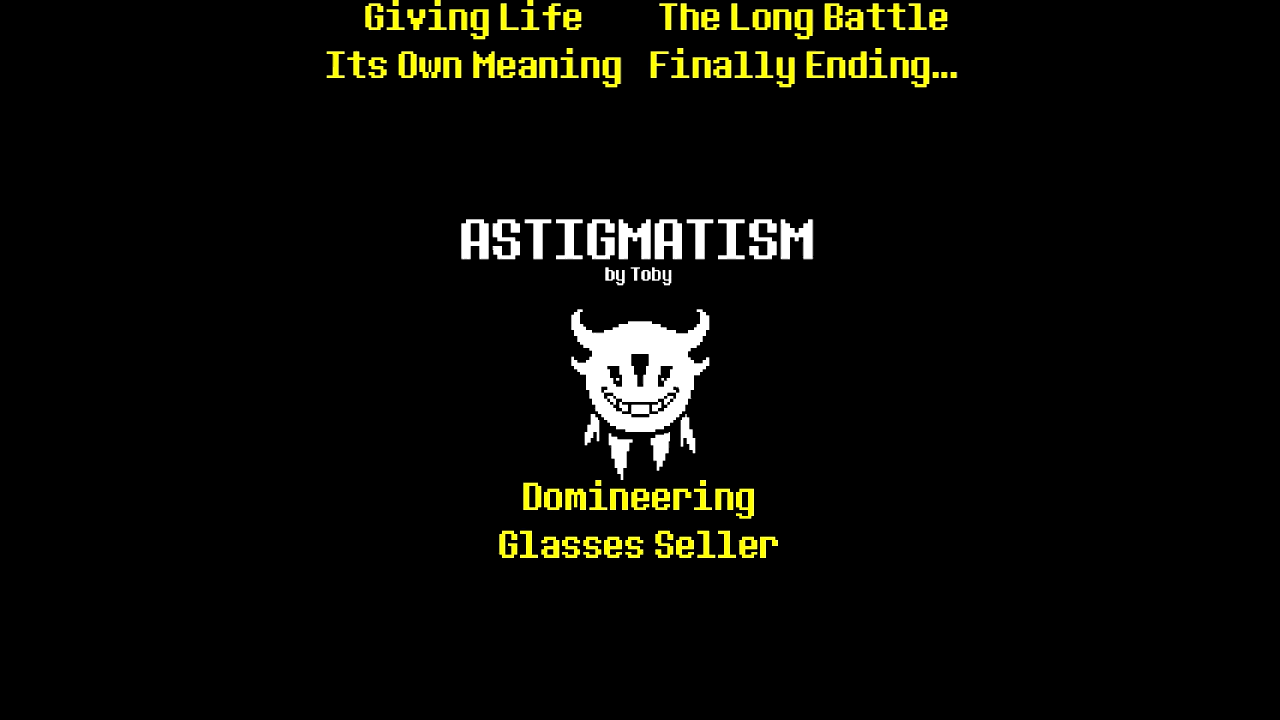 Giving Life
Its Own Meaning
The Long Battle
Finally Ending...
ASTIGMATISM
by Toby
Domineering
Glasses Seller